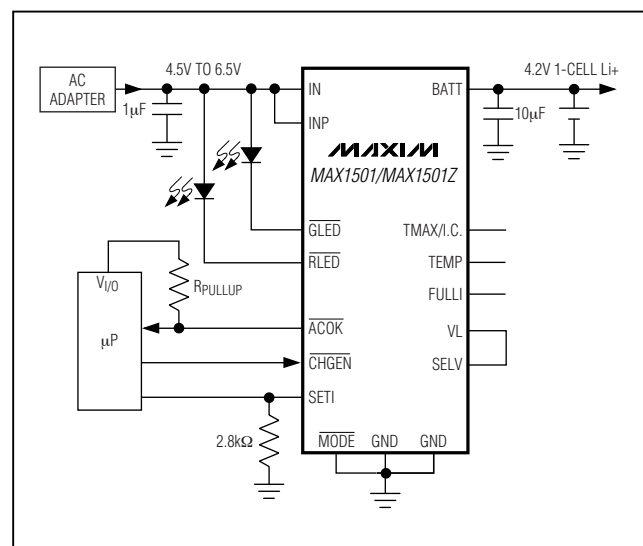 AC
ADAPTER
4.5V TO 6.5V
1μF
IN
INP
BATT
4.2V 1-CELL Li+
10μF
MAXIM
MAX1501/MAX1501Z
GLED
RLED
TMAX/I.C.
TEMP
FULLI
VL
SELV
VI/O
RPULLUP
μP
ACOK
CHGEN
SETI
2.8kΩ
MODE GND GND